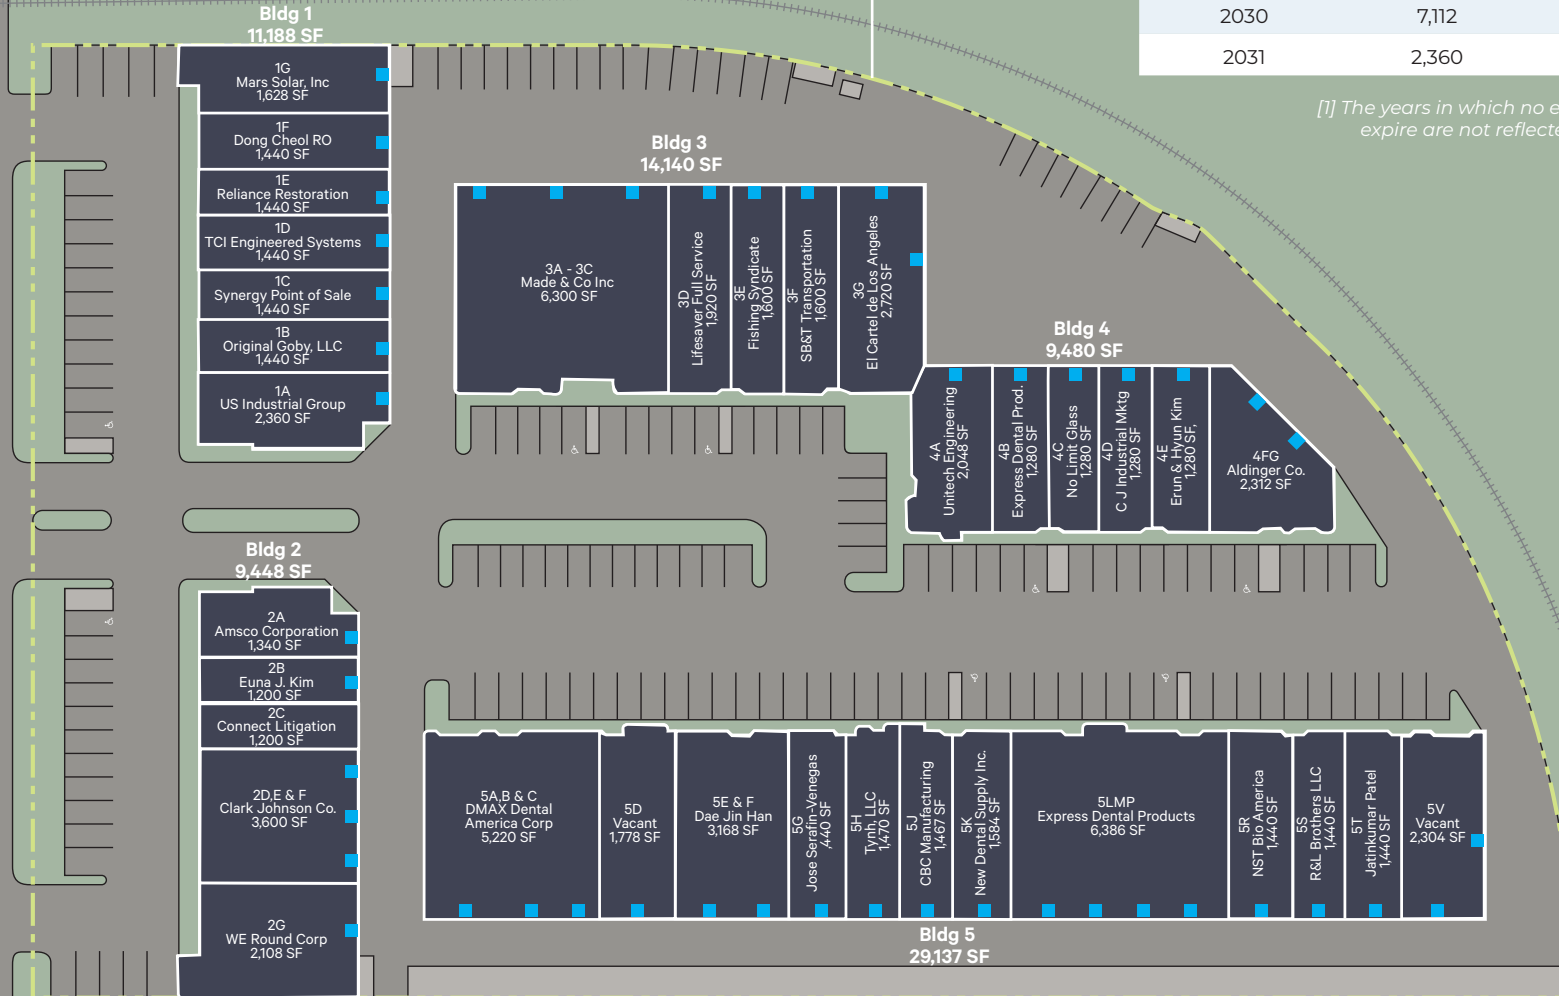 2030 7,112
2031 2,360
[1] The years in which no e
expire are not reflecte
Bldg 1
11,188 SF
1G
Mars Solar, Inc
1,628 SF
1F
Dong Cheol RO
1,440 SF
1E
Reliance Restoration
1,440 SF
1D
TCI Engineered Systems
1,440 SF
1C
Synergy Point of Sale
1,440 SF
1B
Original Goby, LLC
1,440 SF
1A
US Industrial Group
2,360 SF
Bldg 3
14,140 SF
3A - 3C
Made & Co Inc
6,300 SF
3D
Lifesaver Full Service
1,920 SF
3E
Fishing Syndicate
1,600 SF
3F
SB&T Transportation
1,600 SF
3G
El Cartel de Los Angeles
2,720 SF
Bldg 4
9,480 SF
4A
Unitech Engineering
2,048 SF
4B
Express Dental Prod.
1,280 SF
4C
No Limit Glass
1,280 SF
4D
C J Industrial Mktg
1,280 SF
4E
Erun & Hyun Kim
1,280 SF,
4FG
Aldinger Co.
2,312 SF
Bldg 2
9,448 SF
2A
Amsco Corporation
1,340 SF
2B
Euna J. Kim
1,200 SF
2C
Connect Litigation
1,200 SF
2D,E & F
Clark Johnson Co.
3,600 SF
2G
WE Round Corp
2,108 SF
5A,B & C
DMAX Dental
America Corp
5,220 SF
5D
Vacant
1,778 SF
5E & F
Dae Jin Han
3,168 SF
5G
Jose Serafin-Venegas
,440 SF
5H
Tynh, LLC
1,470 SF
5J
CBC Manufacturing
1,467 SF
5K
New Dental Supply Inc.
1,584 SF
5LMP
Express Dental Products
6,386 SF
5R
NST Bio America
1,440 SF
5S
R&L Brothers LLC
1,440 SF
5T
Jatinkumar Patel
1,440 SF
5V
Vacant
2,304 SF
Bldg 5
29,137 SF